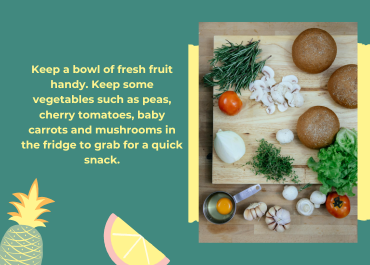 Keep a bowl of fresh fruit
handy. Keep some
vegetables such as peas,
cherry tomatoes, baby
carrots and mushrooms in
the fridge to grab for a quick
snack.